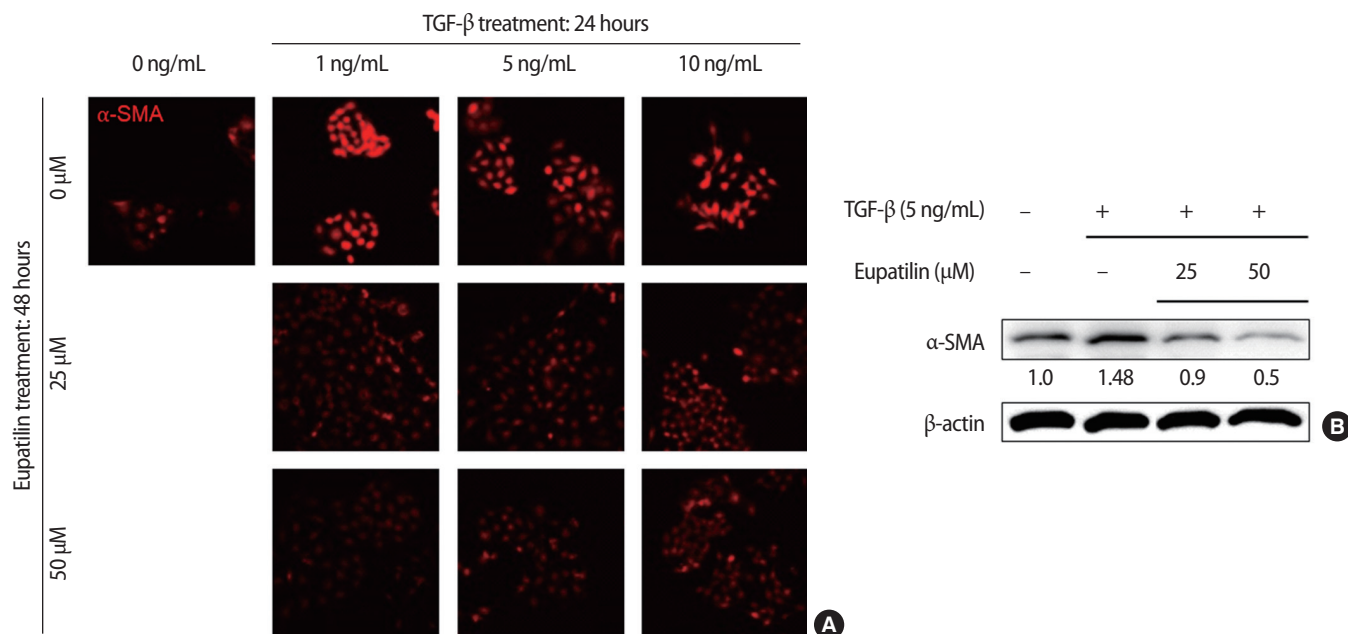 TGF-β treatment: 24 hours
0 ng/mL 1 ng/mL 5 ng/mL 10 ng/mL
Eupatilin treatment: 48 hours
0 μM
α-SMA
25 μM
50 μM
A
TGF-β (5 ng/mL) – + + +
Eupatilin (μM) – – 25 50
α-SMA
1.0 1.48 0.9 0.5
β-actin
B